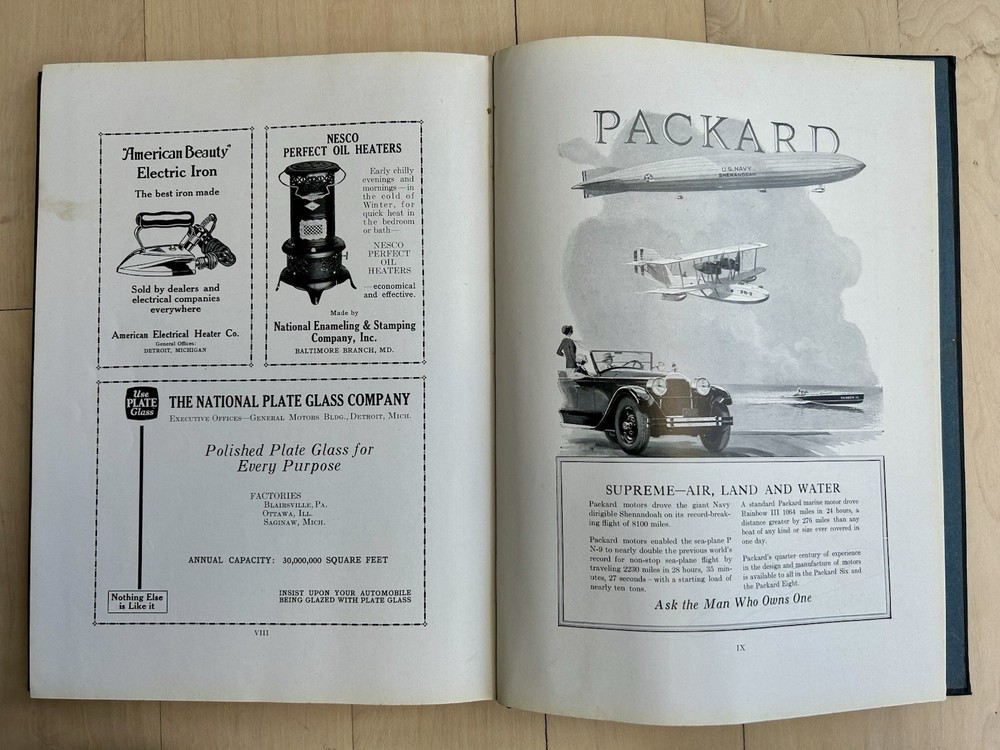 "American Beauty"
Electric Iron
The best iron made
Sold by dealers and
electrical companies
everywhere
American Electrical Heater Co.
General Offices:
DETROIT, MICHIGAN
NESCO
PERFECT OIL HEATERS
Early chilly
evenings and
mornings—in
the cold of
Winter, for
quick heat in
the bedroom
or bath—
NESCO
PERFECT
OIL
HEATERS
—economical
and effective.
Made by
National Enameling & Stamping
Company, Inc.
BALTIMORE BRANCH, MD.
Use
PLATE
Glass
THE NATIONAL PLATE GLASS COMPANY
EXECUTIVE OFFICES—GENERAL MOTORS BLDG., DETROIT, MICH.
Polished Plate Glass for
Every Purpose
FACTORIES
BLAIRSVILLE, PA.
OTTAWA, ILL.
SAGINAW, MICH.
ANNUAL CAPACITY: 30,000,000 SQUARE FEET
Nothing Else
is Like it
INSIST UPON YOUR AUTOMOBILE
BEING GLAZED WITH PLATE GLASS
VIII
PACKARD
U.S. NAVY
SHENANDOAH
SUPREME—AIR, LAND AND WATER
Packard motors drove the giant Navy
dirigible Shenandoah on its record-break-
ing flight of 8100 miles.
Packard motors enabled the sea-plane P
N-9 to nearly double the previous world's
record for non-stop sea-plane flight by
traveling 2230 miles in 28 hours, 35 min-
utes, 27 seconds—with a starting load of
nearly ten tons.
A standard Packard marine motor drove
Rainbow III 1064 miles in 24 hours, a
distance greater by 276 miles than any
boat of any kind or size ever covered in
one day.
Packard's quarter century of experience
in the design and manufacture of motors
is available to all in the Packard Six and
the Packard Eight.
Ask the Man Who Owns One
IX